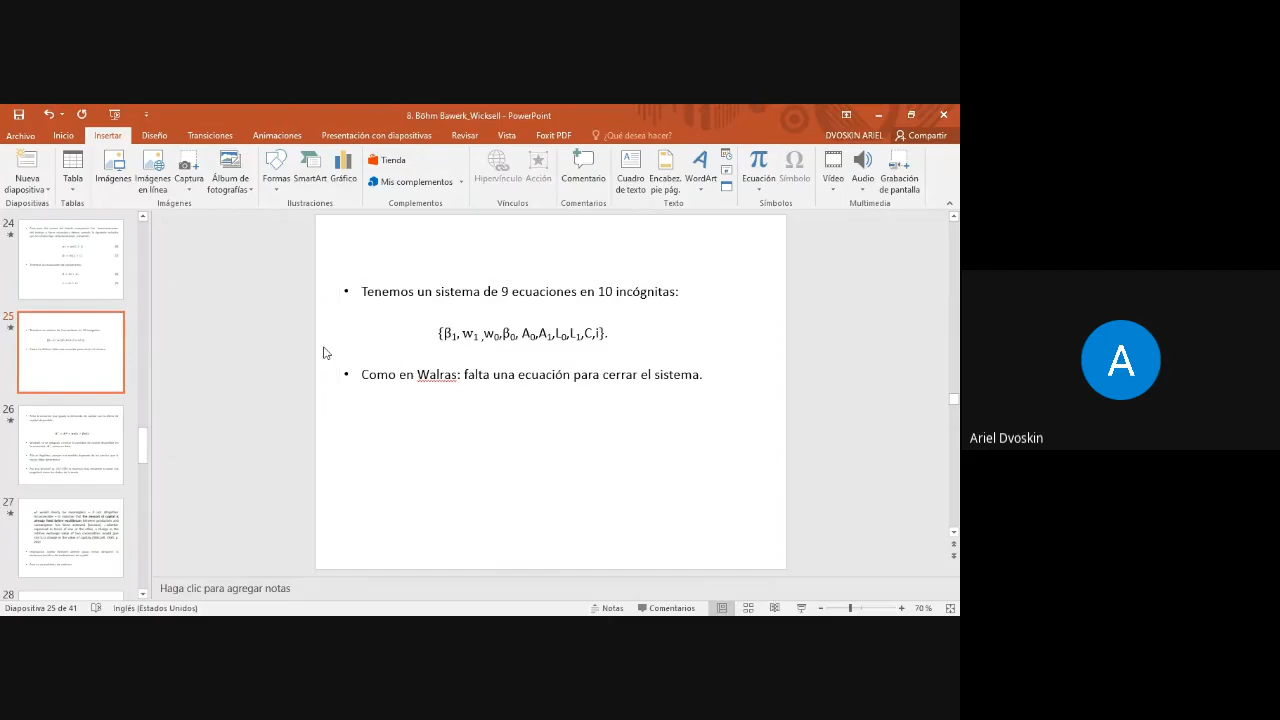 8. Böhm Bawerk_Wicksell - PowerPoint
Archivo Inicio Insertar Diseño Transiciones Animaciones Presentación con diapositivas Revisar Vista Foxit PDF ¿Qué desea hacer? DVOSKIN ARIEL Compartir
Nueva diapositiva
Tabla
Imágenes
Imágenes en línea
Captura
Álbum de fotografías
Formas
SmartArt
Gráfico
Tienda
Mis complementos
Hipervínculo
Acción
Comentario
Cuadro de texto
Encabez. pie pág.
WordArt
Ecuación
Símbolo
Vídeo
Audio
Grabación de pantalla
Diapositivas Tablas Imágenes Ilustraciones Complementos Vínculos Comentarios Texto Símbolos Multimedia
24
25
26
27
28
• Tenemos un sistema de 9 ecuaciones en 10 incógnitas:
{β₁, w₁ ,w₀,β₀, A₀,A₁,L₀,L₁,C,i}.
• Como en Walras: falta una ecuación para cerrar el sistema.
Haga clic para agregar notas
Diapositiva 25 de 41 Inglés (Estados Unidos) Notas Comentarios 70 %
A
Ariel Dvoskin